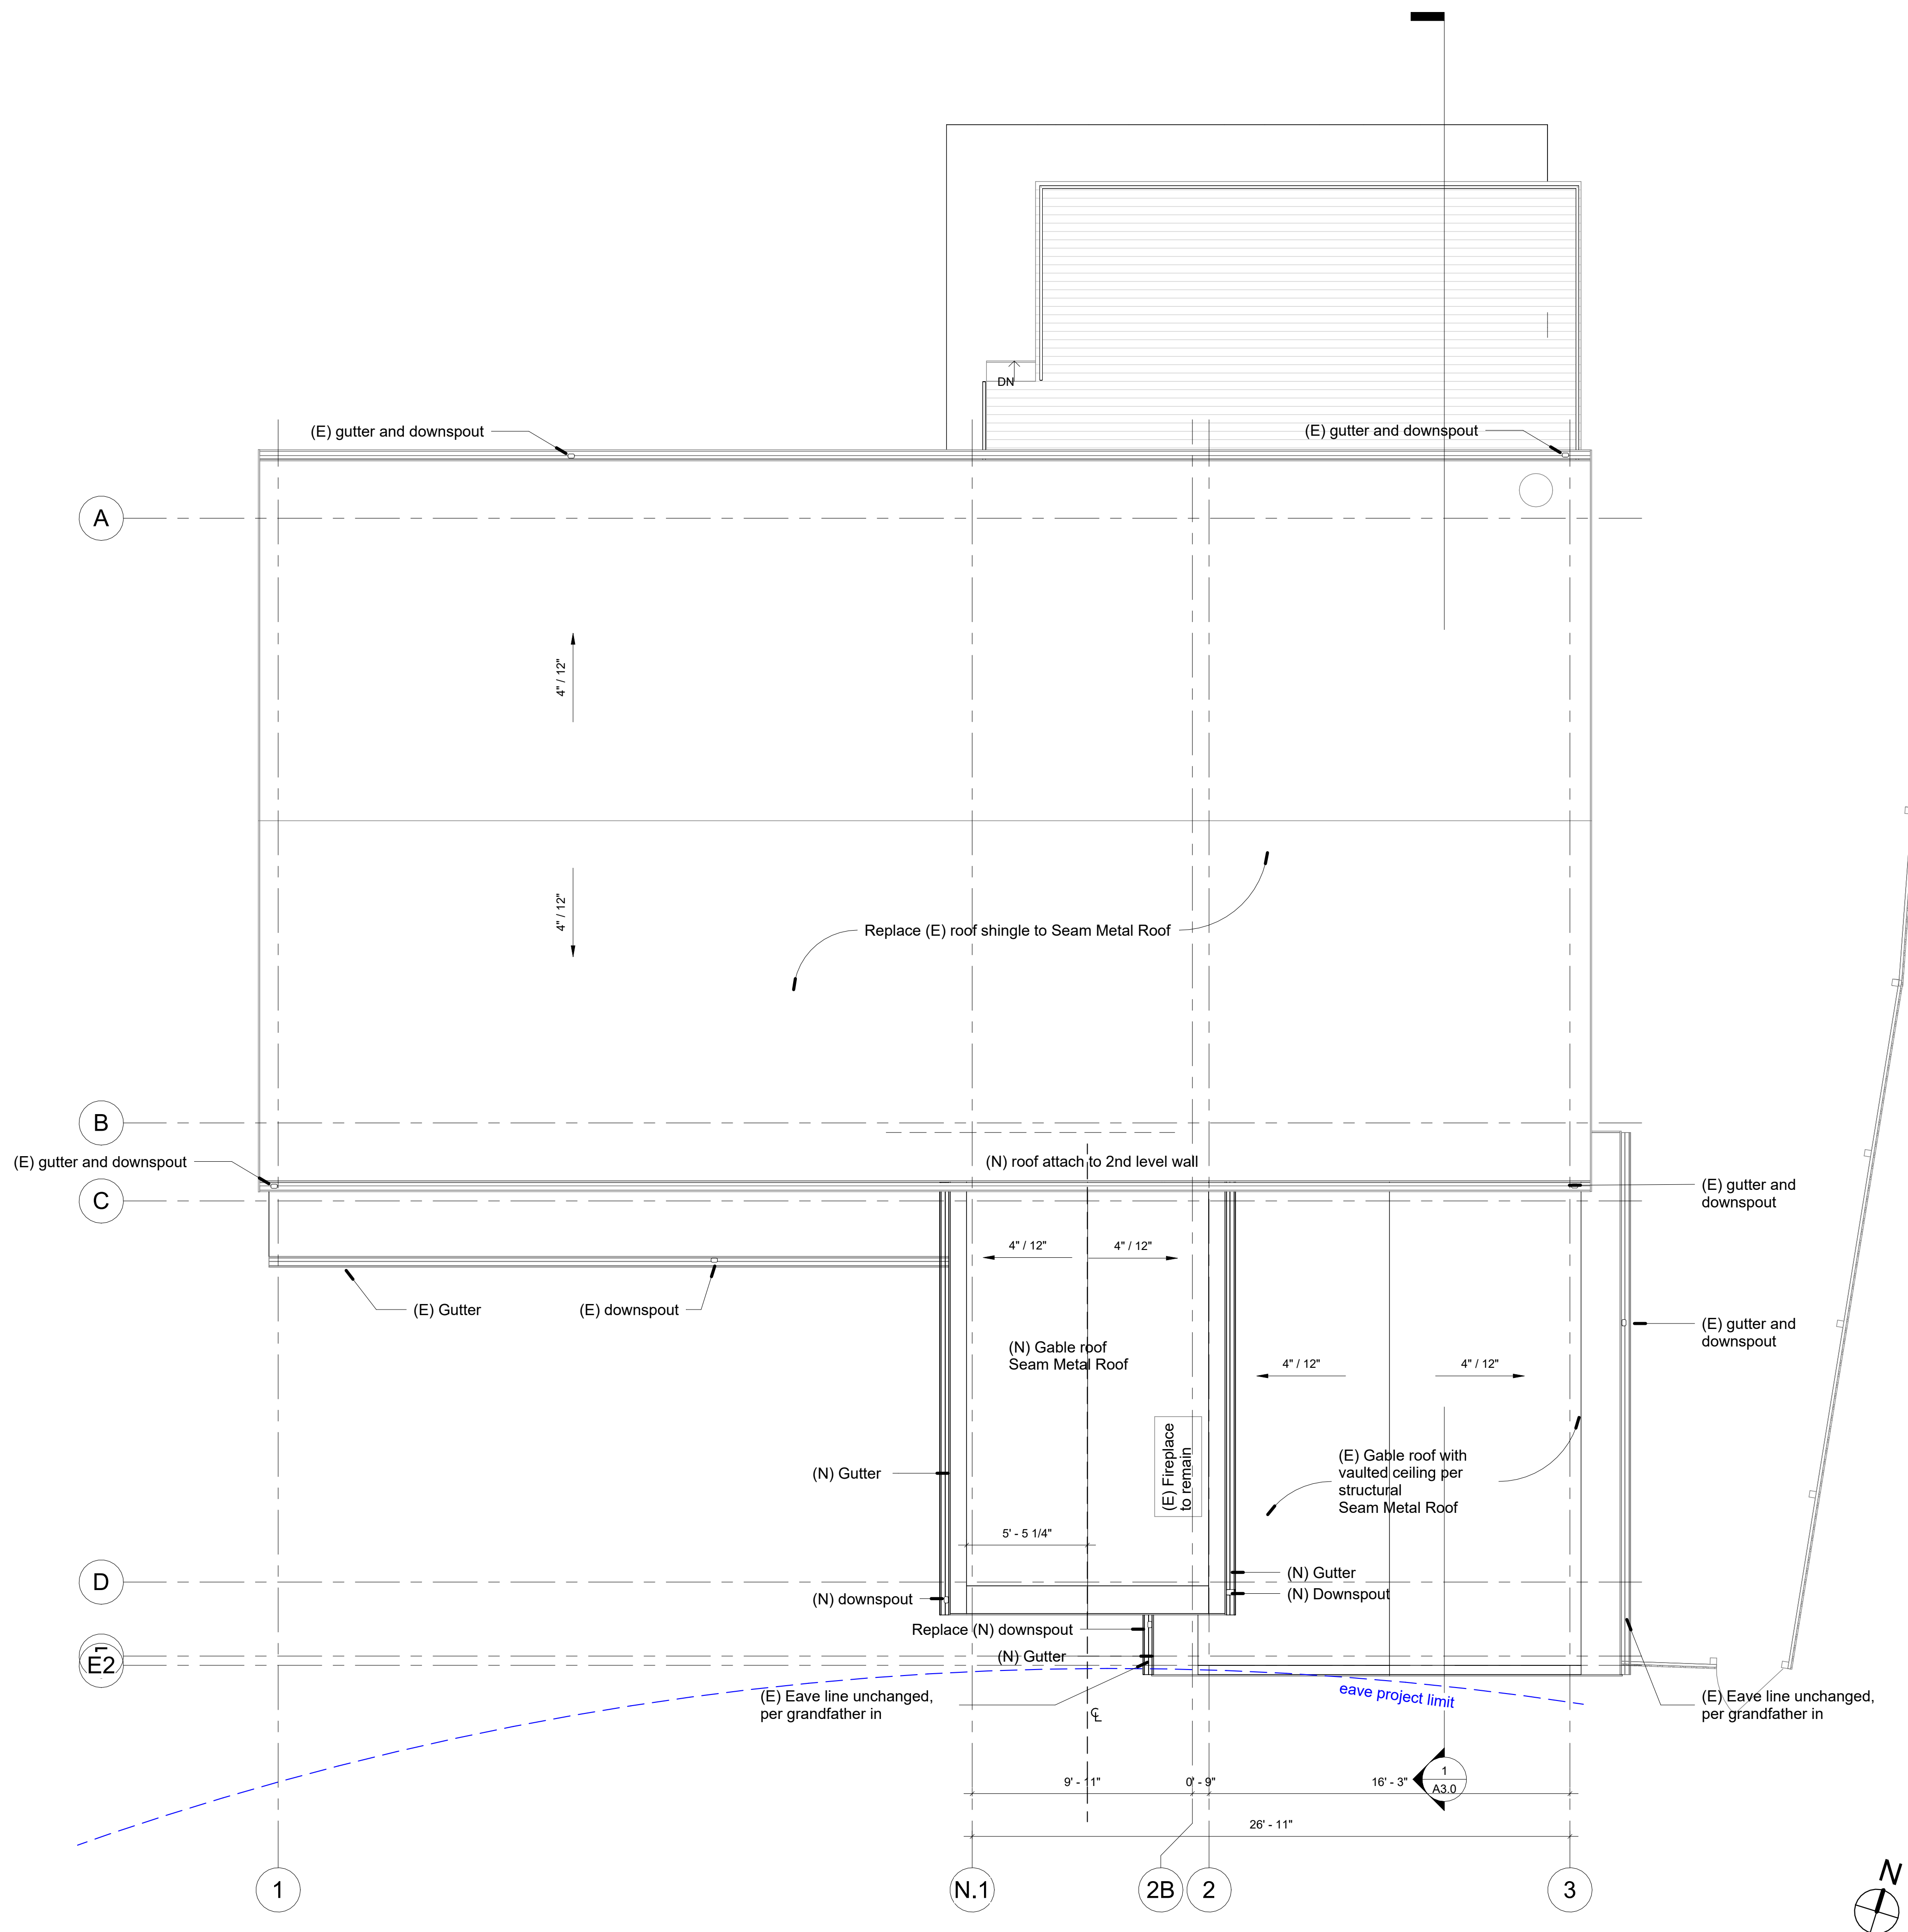 DN
(E) gutter and downspout
(E) gutter and downspout
A
4" / 12"
4" / 12"
Replace (E) roof shingle to Seam Metal Roof
B
(E) gutter and downspout
(N) roof attach to 2nd level wall
C
(E) gutter and
downspout
4" / 12"
4" / 12"
(E) Gutter
(E) downspout
(E) gutter and
downspout
(N) Gable roof
Seam Metal Roof
4" / 12"
4" / 12"
(E) Fireplace
to remain
(E) Gable roof with
vaulted ceiling per
structural
Seam Metal Roof
(N) Gutter
5' - 5 1/4"
D
(N) Gutter
(N) downspout
(N) Downspout
Replace (N) downspout
(N) Gutter
E2
(E) Eave line unchanged,
per grandfather in
eave project limit
(E) Eave line unchanged,
per grandfather in
℄
1
A3.0
9' - 11"
0' - 9"
16' - 3"
26' - 11"
1
N.1
2B
2
3
N